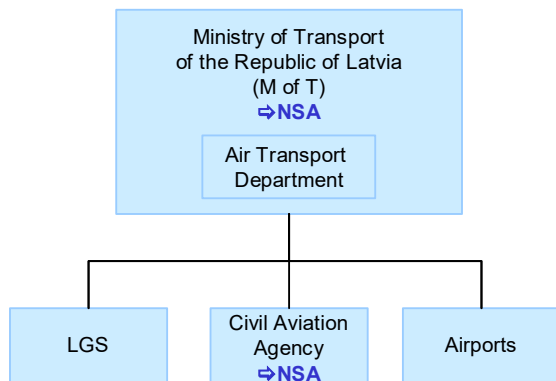 Ministry of Transport
of the Republic of Latvia
(M of T)
⇨NSA
Air Transport
Department
LGS
Civil Aviation
Agency
⇨NSA
Airports